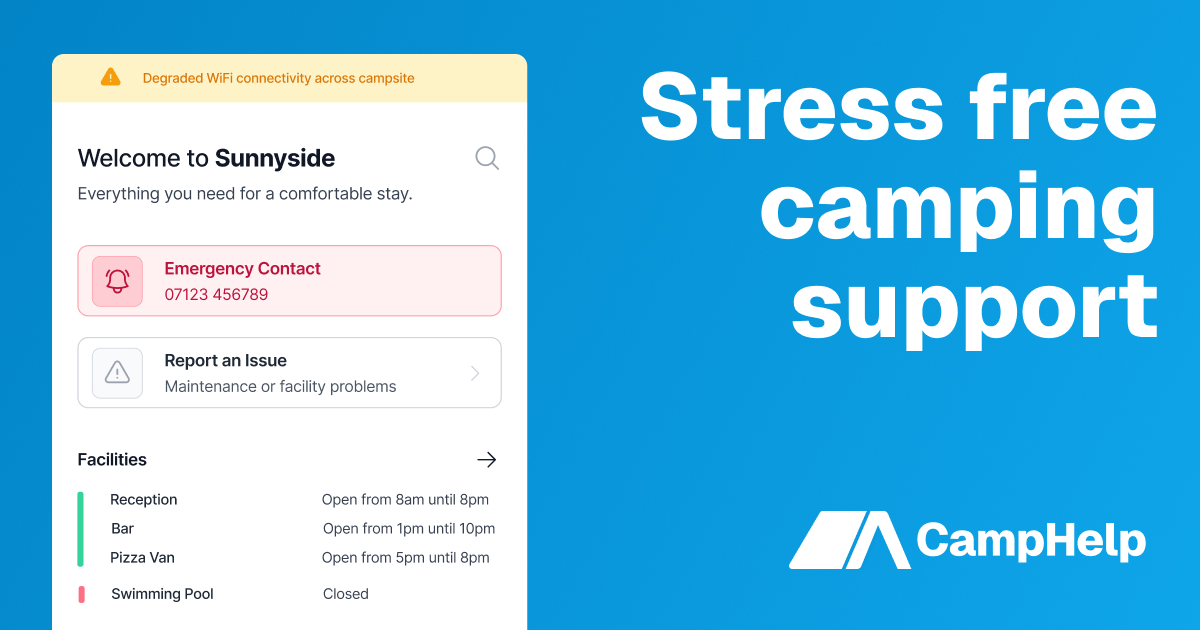 Degraded WiFi connectivity across campsite
Welcome to Sunnyside
Everything you need for a comfortable stay.
Emergency Contact
07123 456789
Report an Issue
Maintenance or facility problems
Facilities
Reception Open from 8am until 8pm
Bar Open from 1pm until 10pm
Pizza Van Open from 5pm until 8pm
Swimming Pool Closed
Stress free
camping
support
CampHelp